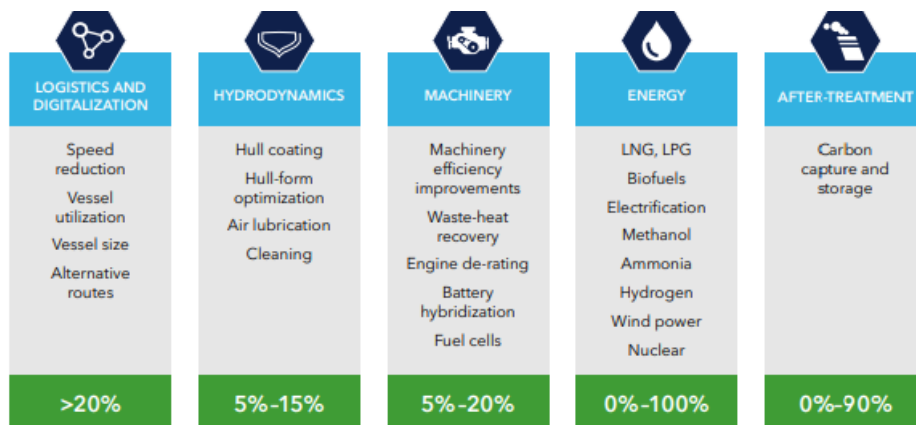 LOGISTICS AND
DIGITALIZATION
Speed
reduction
Vessel
utilization
Vessel size
Alternative
routes
>20%
HYDRODYNAMICS
Hull coating
Hull-form
optimization
Air lubrication
Cleaning
5%–15%
MACHINERY
Machinery
efficiency
improvements
Waste-heat
recovery
Engine de-rating
Battery
hybridization
Fuel cells
5%–20%
ENERGY
LNG, LPG
Biofuels
Electrification
Methanol
Ammonia
Hydrogen
Wind power
Nuclear
0%–100%
AFTER-TREATMENT
Carbon
capture and
storage
0%–90%